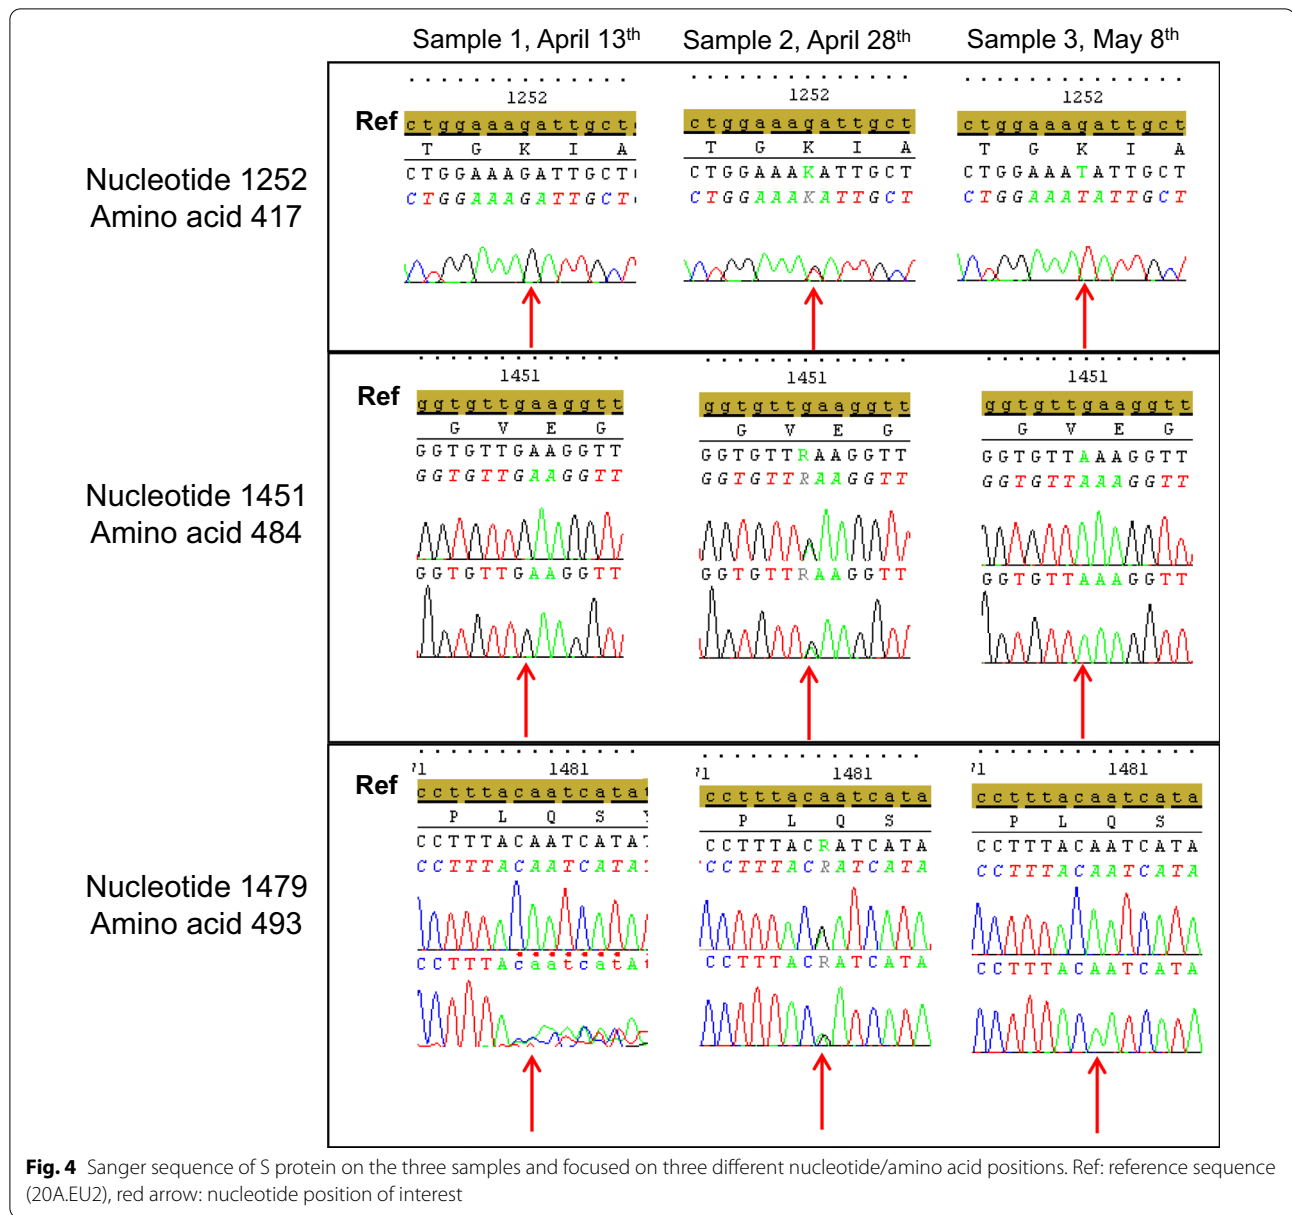 Sample 1, April 13th
Sample 2, April 28th
Sample 3, May 8th
Nucleotide 1252
Amino acid 417
Ref
1252
ctggaaagattgct
T G K I A
CTGGAAAGATTGCT
CTGGAAAGATTGCT
1252
ctggaaagattgct
T G K I A
CTGGAAAKATTGCT
CTGGAAAKATTGCT
1252
ctggaaagattgct
T G K I A
CTGGAAATATTGCT
CTGGAAATATTGCT
Nucleotide 1451
Amino acid 484
Ref
1451
ggtgttgaaggtt
G V E G
GGTGTTGAAGGTT
GGTGTTGAAGGTT
GGTGTTGAAGGTT
1451
ggtgttgaaggtt
G V E G
GGTGTTRAAGGTT
GGTGTTRAAGGTT
GGTGTTRAAGGTT
1451
ggtgttgaaggtt
G V E G
GGTGTTAAAGGTT
GGTGTTAAAGGTT
GGTGTTAAAGGTT
Nucleotide 1479
Amino acid 493
Ref
71 1481
cctttacaatcata
P L Q S
CCTTTACAATCATA
CCTTTACAATCATA
CCTTTAcaatcatA
71 1481
cctttacaatcata
P L Q S
CCTTTACRATCATA
CCTTTACRATCATA
CCTTTACRATCATA
71 1481
cctttacaatcata
P L Q S
CCTTTACAATCATA
CCTTTACAATCATA
CCTTTACAATCATA
Fig. 4 Sanger sequence of S protein on the three samples and focused on three different nucleotide/amino acid positions. Ref: reference sequence
(20A.EU2), red arrow: nucleotide position of interest